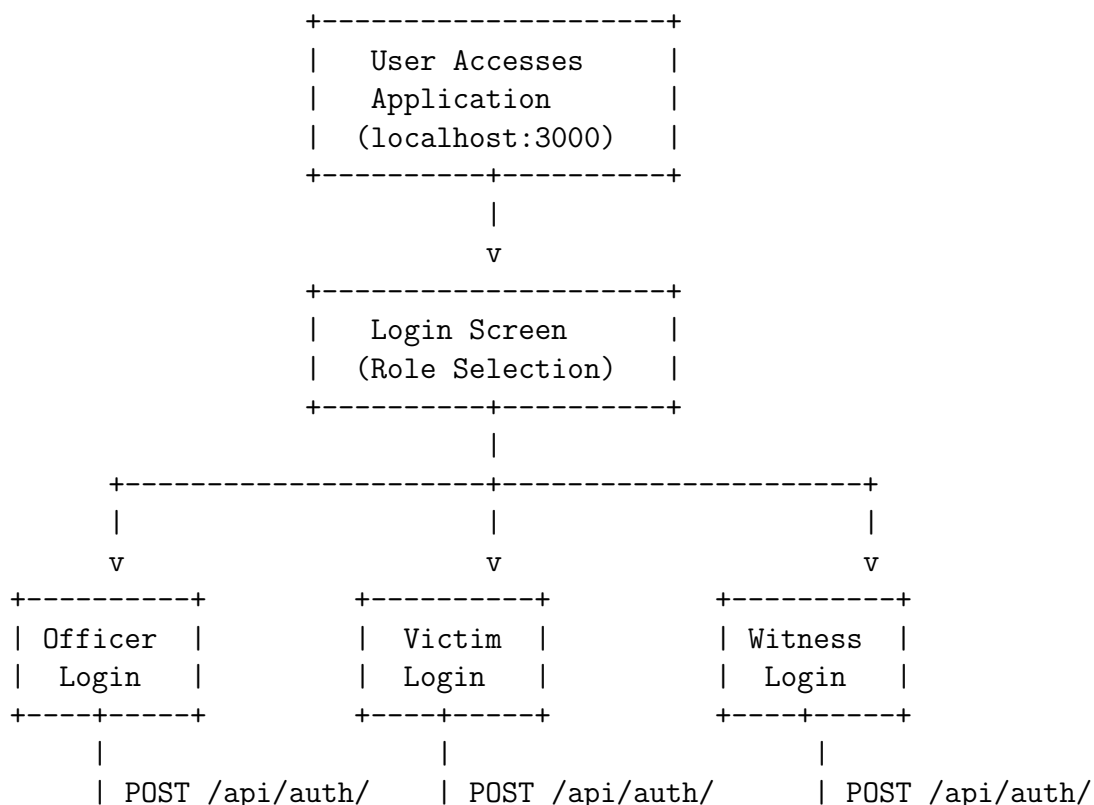 User Accesses
Application
(localhost:3000)
Login Screen
(Role Selection)
Officer Login
Victim Login
Witness Login
POST /api/auth/ POST /api/auth/ POST /api/auth/